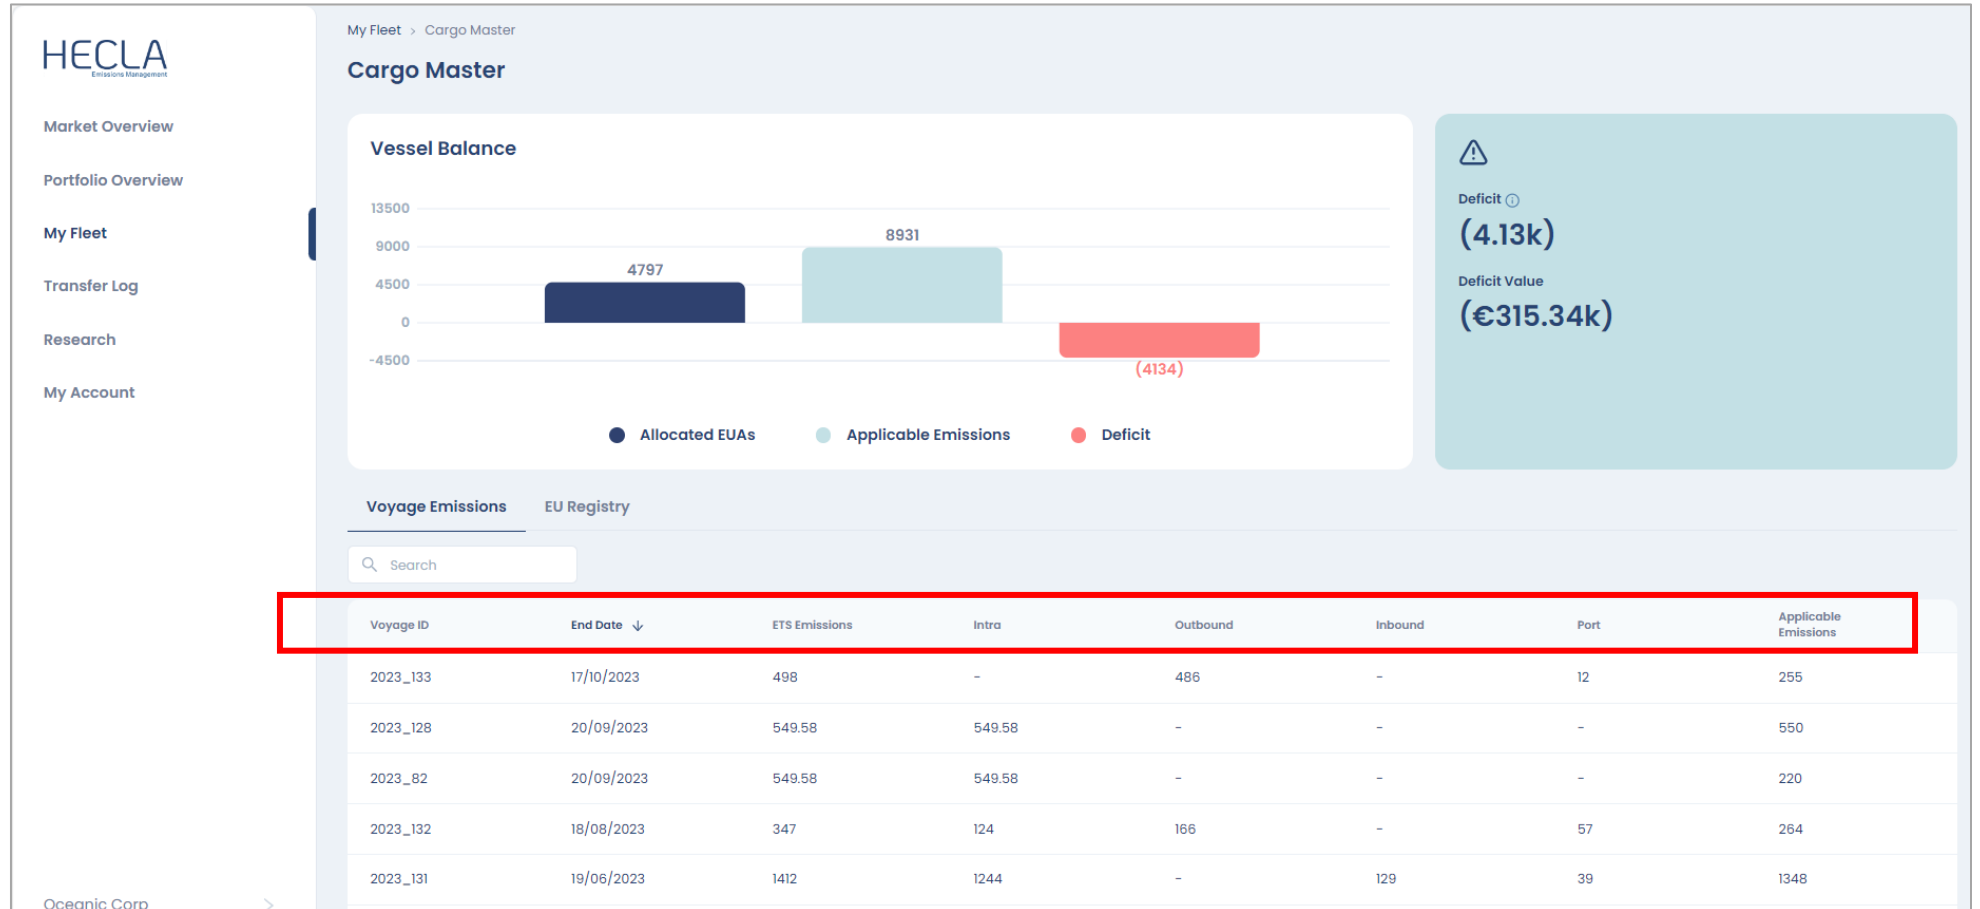 HECLA
Emissions Management
Market Overview
Portfolio Overview
My Fleet
Transfer Log
Research
My Account
Oceanic Corp >
My Fleet > Cargo Master
Cargo Master
Vessel Balance
13500
9000
4500
0
-4500
4797
8931
(4134)
Allocated EUAs Applicable Emissions Deficit
Deficit
(4.13k)
Deficit Value
(€315.34k)
Voyage Emissions EU Registry
Search
Voyage ID End Date ↓ ETS Emissions Intra Outbound Inbound Port Applicable Emissions
2023_133 17/10/2023 498 - 486 - 12 255
2023_128 20/09/2023 549.58 549.58 - - - 550
2023_82 20/09/2023 549.58 549.58 - - - 220
2023_132 18/08/2023 347 124 166 - 57 264
2023_131 19/06/2023 1412 1244 - 129 39 1348